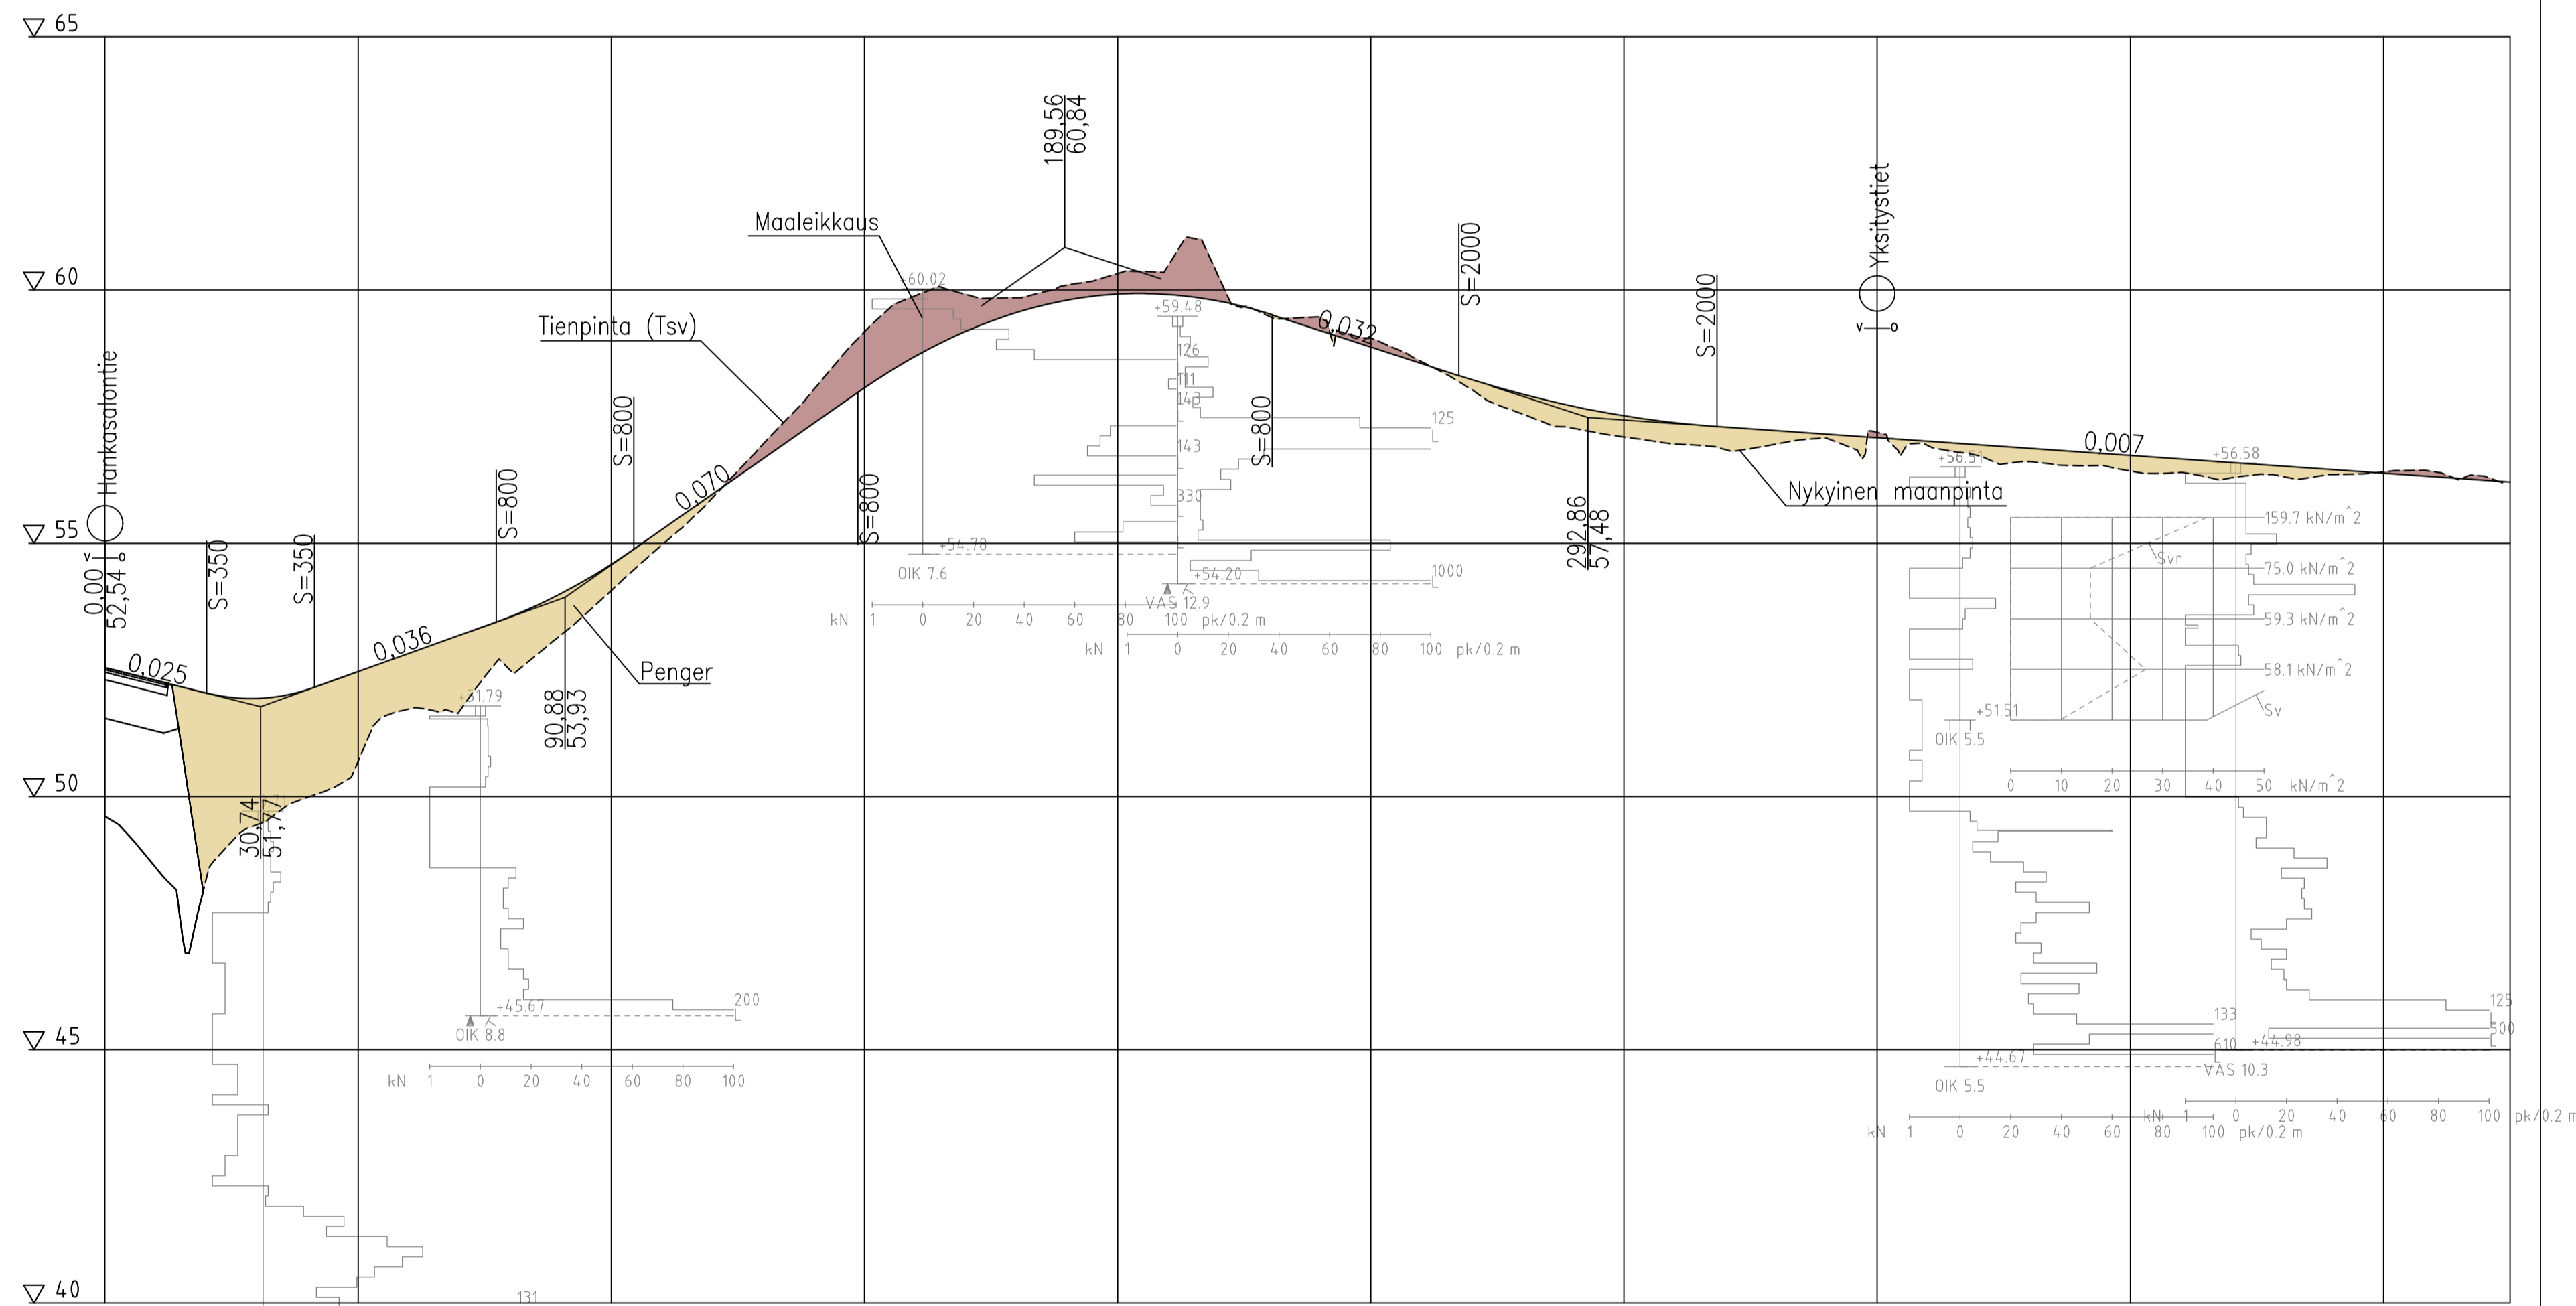 65
60
55
50
45
40
Hankasalontie
V
O
0,00
52,54
0,025
S=350
S=350
30,74
51,77
0,036
S=800
90,88
53,93
S=800
Penger
0,070
Tienpinta (Tsv)
Maaleikkaus
S=800
189,56
60,84
S=800
0,032
S=2000
292,86
57,48
S=2000
Nykyinen maanpinta
Yksitystiet
V
O
0,007
131
+51.79
200
+45.67
OIK 8.8
kN 1 0 20 40 60 80 100
+60.02
126
111
143
143
330
+54.78
OIK 7.6
kN 1 0 20 40 60 80 100 pk/0.2 m
+59.48
125
1000
+54.20
VAS 12.9
kN 1 0 20 40 60 80 100 pk/0.2 m
+56.51
159.7 kN/m^2
Svr
75.0 kN/m^2
59.3 kN/m^2
58.1 kN/m^2
Sv
+51.51
OIK 5.5
0 10 20 30 40 50 kN/m^2
133
610
+44.67
OIK 5.5
kN 1 0 20 40 60 80 100 pk/0.2 m
+56.58
125
500
+44.98
VAS 10.3
kN 1 0 20 40 60 80 100 pk/0.2 m